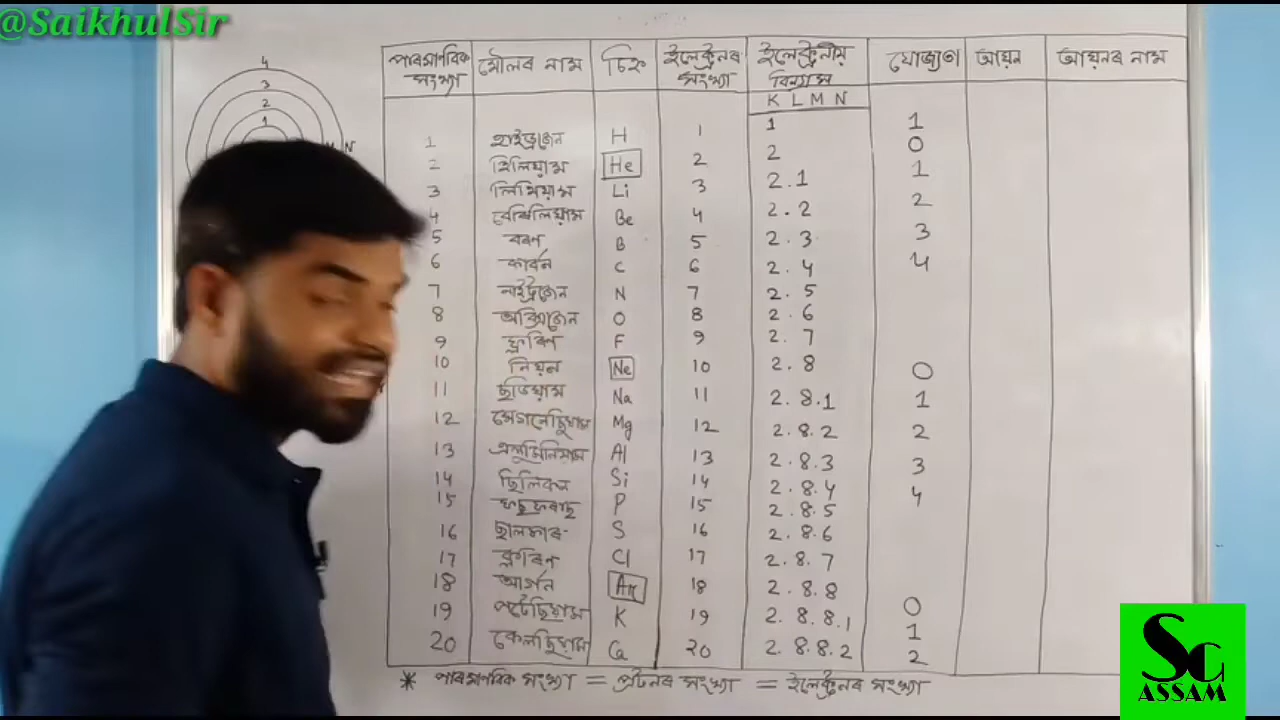 @SaikhulSir
4
3
2
1
N
পাৰমাণৱিক সংখ্যা মৌলৰ নাম চিহ্ন ইলেক্ট্ৰনৰ সংখ্যা ইলেক্ট্ৰনীয় বিন্যাস যোজ্যতা আয়ন আয়নৰ নাম
K L M N
1 হাইড্ৰজেন H 1 1 1
2 হিলিয়াম He 2 2 0
3 লিথিয়াম Li 3 2.1 1
4 বেৰিলিয়াম Be 4 2.2 2
5 বৰণ B 5 2.3 3
6 কাৰ্বন C 6 2.4 4
7 নাইট্ৰজেন N 7 2.5
8 অক্সিজেন O 8 2.6
9 ফ্লৰিণ F 9 2.7
10 নিয়ন Ne 10 2.8 0
11 ছডিয়াম Na 11 2.8.1 1
12 মেগনেছিয়াম Mg 12 2.8.2 2
13 এলুমিনিয়াম Al 13 2.8.3 3
14 ছিলিকন Si 14 2.8.4 4
15 ফছফৰাছ P 15 2.8.5
16 ছালফাৰ S 16 2.8.6
17 ক্লৰিণ Cl 17 2.8.7
18 আৰ্গন Ar 18 2.8.8 0
19 পটেছিয়াম K 19 2.8.8.1 1
20 কেলছিয়াম Ca 20 2.8.8.2 2
* পাৰমাণৱিক সংখ্যা = প্ৰটনৰ সংখ্যা = ইলেক্ট্ৰনৰ সংখ্যা
SG
ASSAM